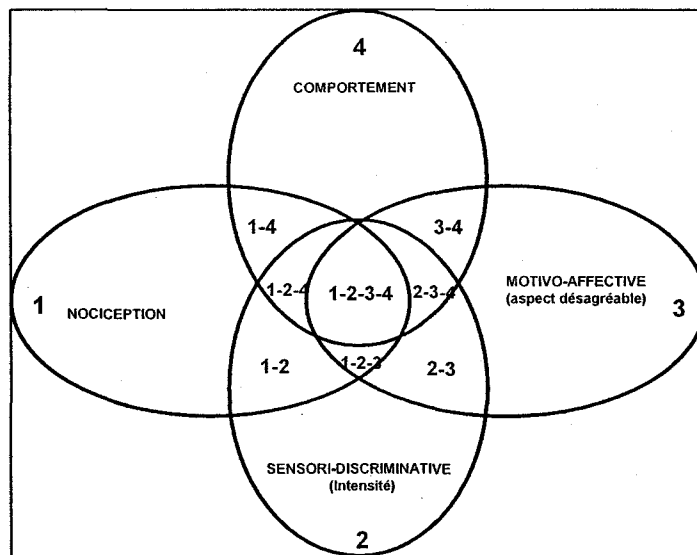 4
COMPORTEMENT
1-4
3-4
1-2-4
1-2-3-4
2-3-4
MOTIVO-AFFECTIVE
(aspect désagréable)
1
NOCICEPTION
3
1-2
1-2-3
2-3
SENSORI-DISCRIMINATIVE
(Intensité)
2